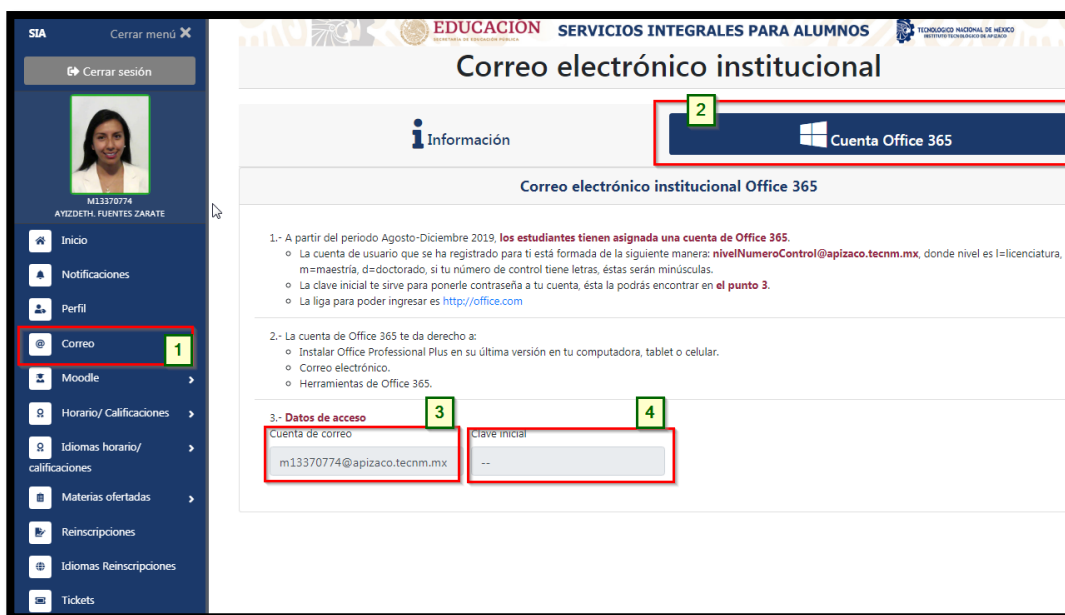 SIA
Cerrar menú ✖
Cerrar sesión
M13370774
AYIZDETH. FUENTES ZARATE
Inicio
Notificaciones
Perfil
@ Correo
1
Moodle
Horario/ Calificaciones
Idiomas horario/
calificaciones
Materias ofertadas
Reinscripciones
Idiomas Reinscripciones
Tickets
EDUCACIÓN
SECRETARÍA DE EDUCACIÓN PÚBLICA
SERVICIOS INTEGRALES PARA ALUMNOS
TECNOLÓGICO NACIONAL DE MÉXICO
INSTITUTO TECNOLÓGICO DE APIZACO
Correo electrónico institucional
Información
2
Cuenta Office 365
Correo electrónico institucional Office 365
1.- A partir del periodo Agosto-Diciembre 2019, los estudiantes tienen asignada una cuenta de Office 365.
La cuenta de usuario que se ha registrado para ti está formada de la siguiente manera: nivelNumeroControl@apizaco.tecnm.mx, donde nivel es l=licenciatura,
m=maestría, d=doctorado, si tu número de control tiene letras, éstas serán minúsculas.
La clave inicial te sirve para ponerle contraseña a tu cuenta, ésta la podrás encontrar en el punto 3.
La liga para poder ingresar es http://office.com
2.- La cuenta de Office 365 te da derecho a:
Instalar Office Professional Plus en su última versión en tu computadora, tablet o celular.
Correo electrónico.
Herramientas de Office 365.
3.- Datos de acceso
3
4
Cuenta de correo
Clave inicial
m13370774@apizaco.tecnm.mx
--